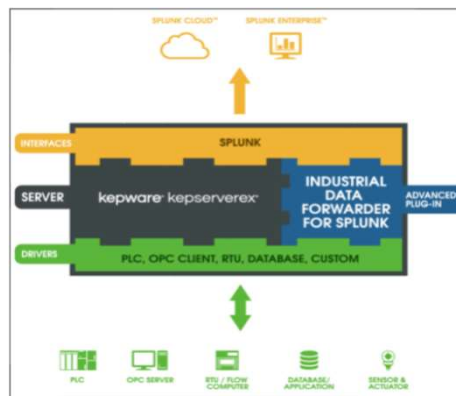 SPLUNK CLOUD™ SPLUNK ENTERPRISE™
INTERFACES
SPLUNK
SERVER
kepware® kepserverex®
INDUSTRIAL
DATA
FORWARDER
FOR SPLUNK
ADVANCED
PLUG-IN
DRIVERS
PLC, OPC CLIENT, RTU, DATABASE, CUSTOM
PLC
OPC SERVER
RTU / FLOW
COMPUTER
DATABASE/
APPLICATION
SENSOR &
ACTUATOR